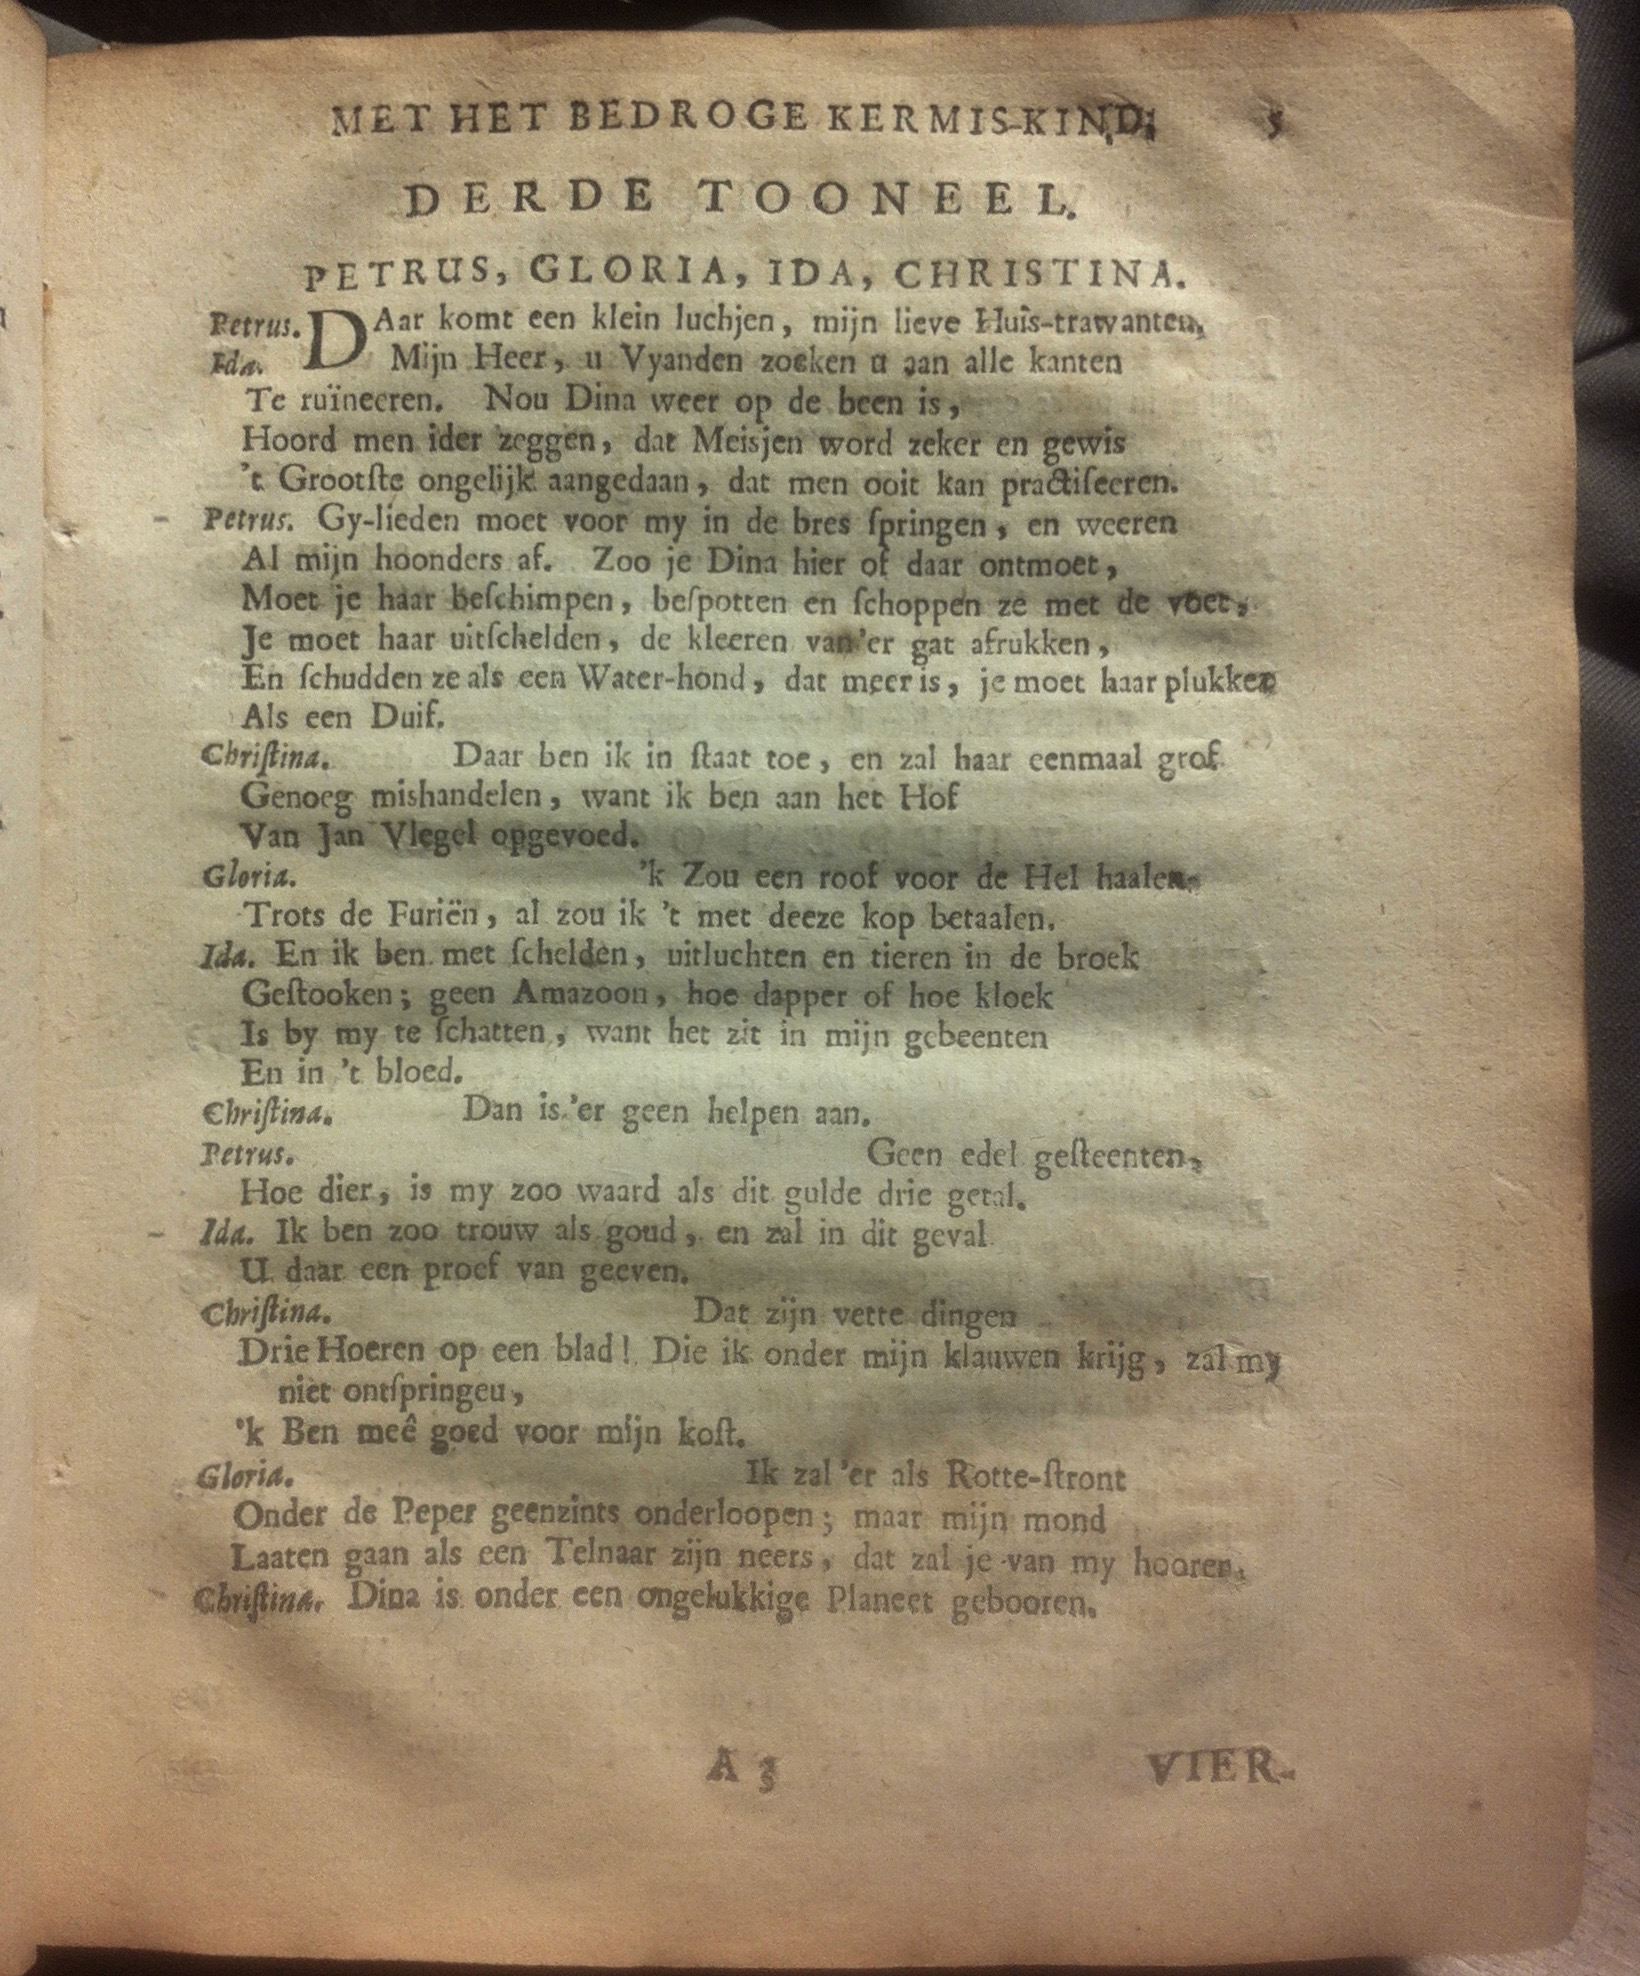 MET HET BEDROGE KERMIS-KIND; 5
DERDE TOONEEL.
PETRUS, GLORIA, IDA, CHRISTINA.
Petrus. DAar komt een klein luchjen, mijn lieve Huis-trawanten,
Ida. Mijn Heer, u Vyanden zoeken u aan alle kanten
Te ruïneeren. Nou Dina weer op de been is,
Hoord men ider zeggen, dat Meisjen word zeker en gewis
't Grootſte ongelijk aangedaan, dat men ooit kan practiſeeren.
Petrus. Gy-lieden moet voor my in de bres ſpringen, en weeren
Al mijn hoonders af. Zoo je Dina hier of daar ontmoet,
Moet je haar beſchimpen, beſpotten en ſchoppen ze met de voet,
Je moet haar uitſchelden, de kleeren van'er gat afrukken,
En ſchudden ze als een Water-hond, dat meer is, je moet haar plukken
Als een Duif.
Chriſtina. Daar ben ik in ſtaat toe, en zal haar eenmaal grof
Genoeg mishandelen, want ik ben aan het Hof
Van Jan Vlegel opgevoed.
Gloria. 'k Zou een roof voor de Hel haalen
Trots de Furiën, al zou ik 't met deeze kop betaalen.
Ida. En ik ben met ſchelden, uitluchten en tieren in de broek
Geſtooken; geen Amazoon, hoe dapper of hoe kloek
Is by my te ſchatten, want het zit in mijn gebeenten
En in 't bloed.
Chriſtina. Dan is 'er geen helpen aan.
Petrus. Geen edel geſteenten,
Hoe dier, is my zoo waard als dit gulde drie getal.
Ida. Ik ben zoo trouw als goud, en zal in dit geval
U daar een proef van geeven.
Chriſtina. Dat zijn vette dingen
Drie Hoeren op een blad! Die ik onder mijn klauwen krijg, zal my
niet ontſpringeu,
'k Ben meê goed voor mijn koſt.
Gloria. Ik zal 'er als Rotte-ſtront
Onder de Peper geenzints onderloopen; maar mijn mond
Laaten gaan als een Telnaar zijn neers, dat zal je van my hooren.
Chriſtina. Dina is onder een ongelukkige Planeet gebooren.
A 3 VIER-